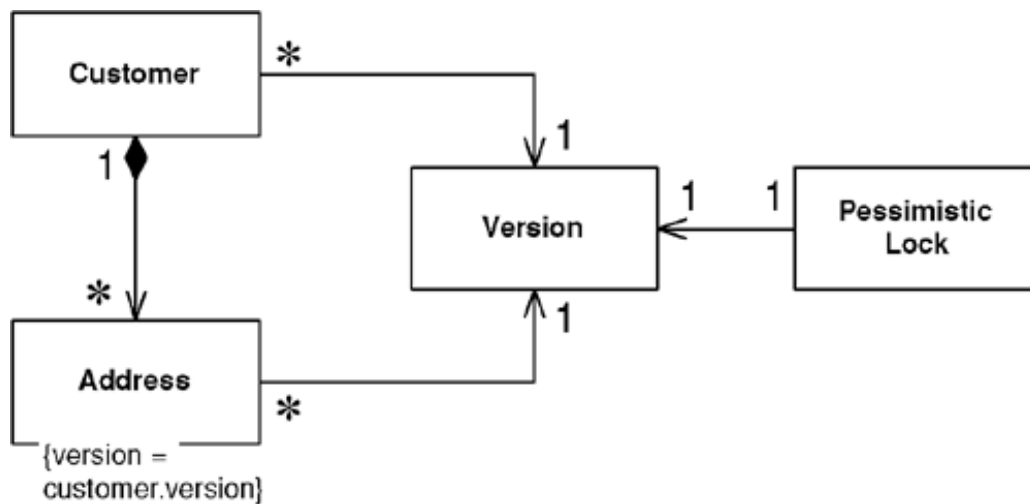 Customer
*
1
1
Version
1
1
Pessimistic
Lock
*
1
Address
*
{version =
customer.version}